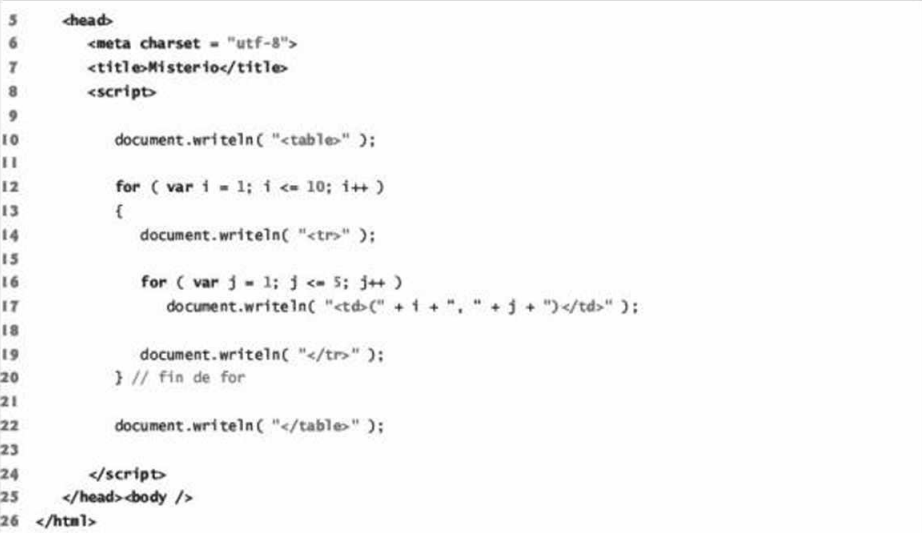 5 <head>
6 <meta charset = "utf-8">
7 <title>Misterio</title>
8 <script>
9
10 document.writeln( "<table>" );
11
12 for ( var i = 1; i <= 10; i++ )
13 {
14 document.writeln( "<tr>" );
15
16 for ( var j = 1; j <= 5; j++ )
17 document.writeln( "<td>(" + i + ", " + j + ")</td>" );
18
19 document.writeln( "</tr>" );
20 } // fin de for
21
22 document.writeln( "</table>" );
23
24 </script>
25 </head><body />
26 </html>